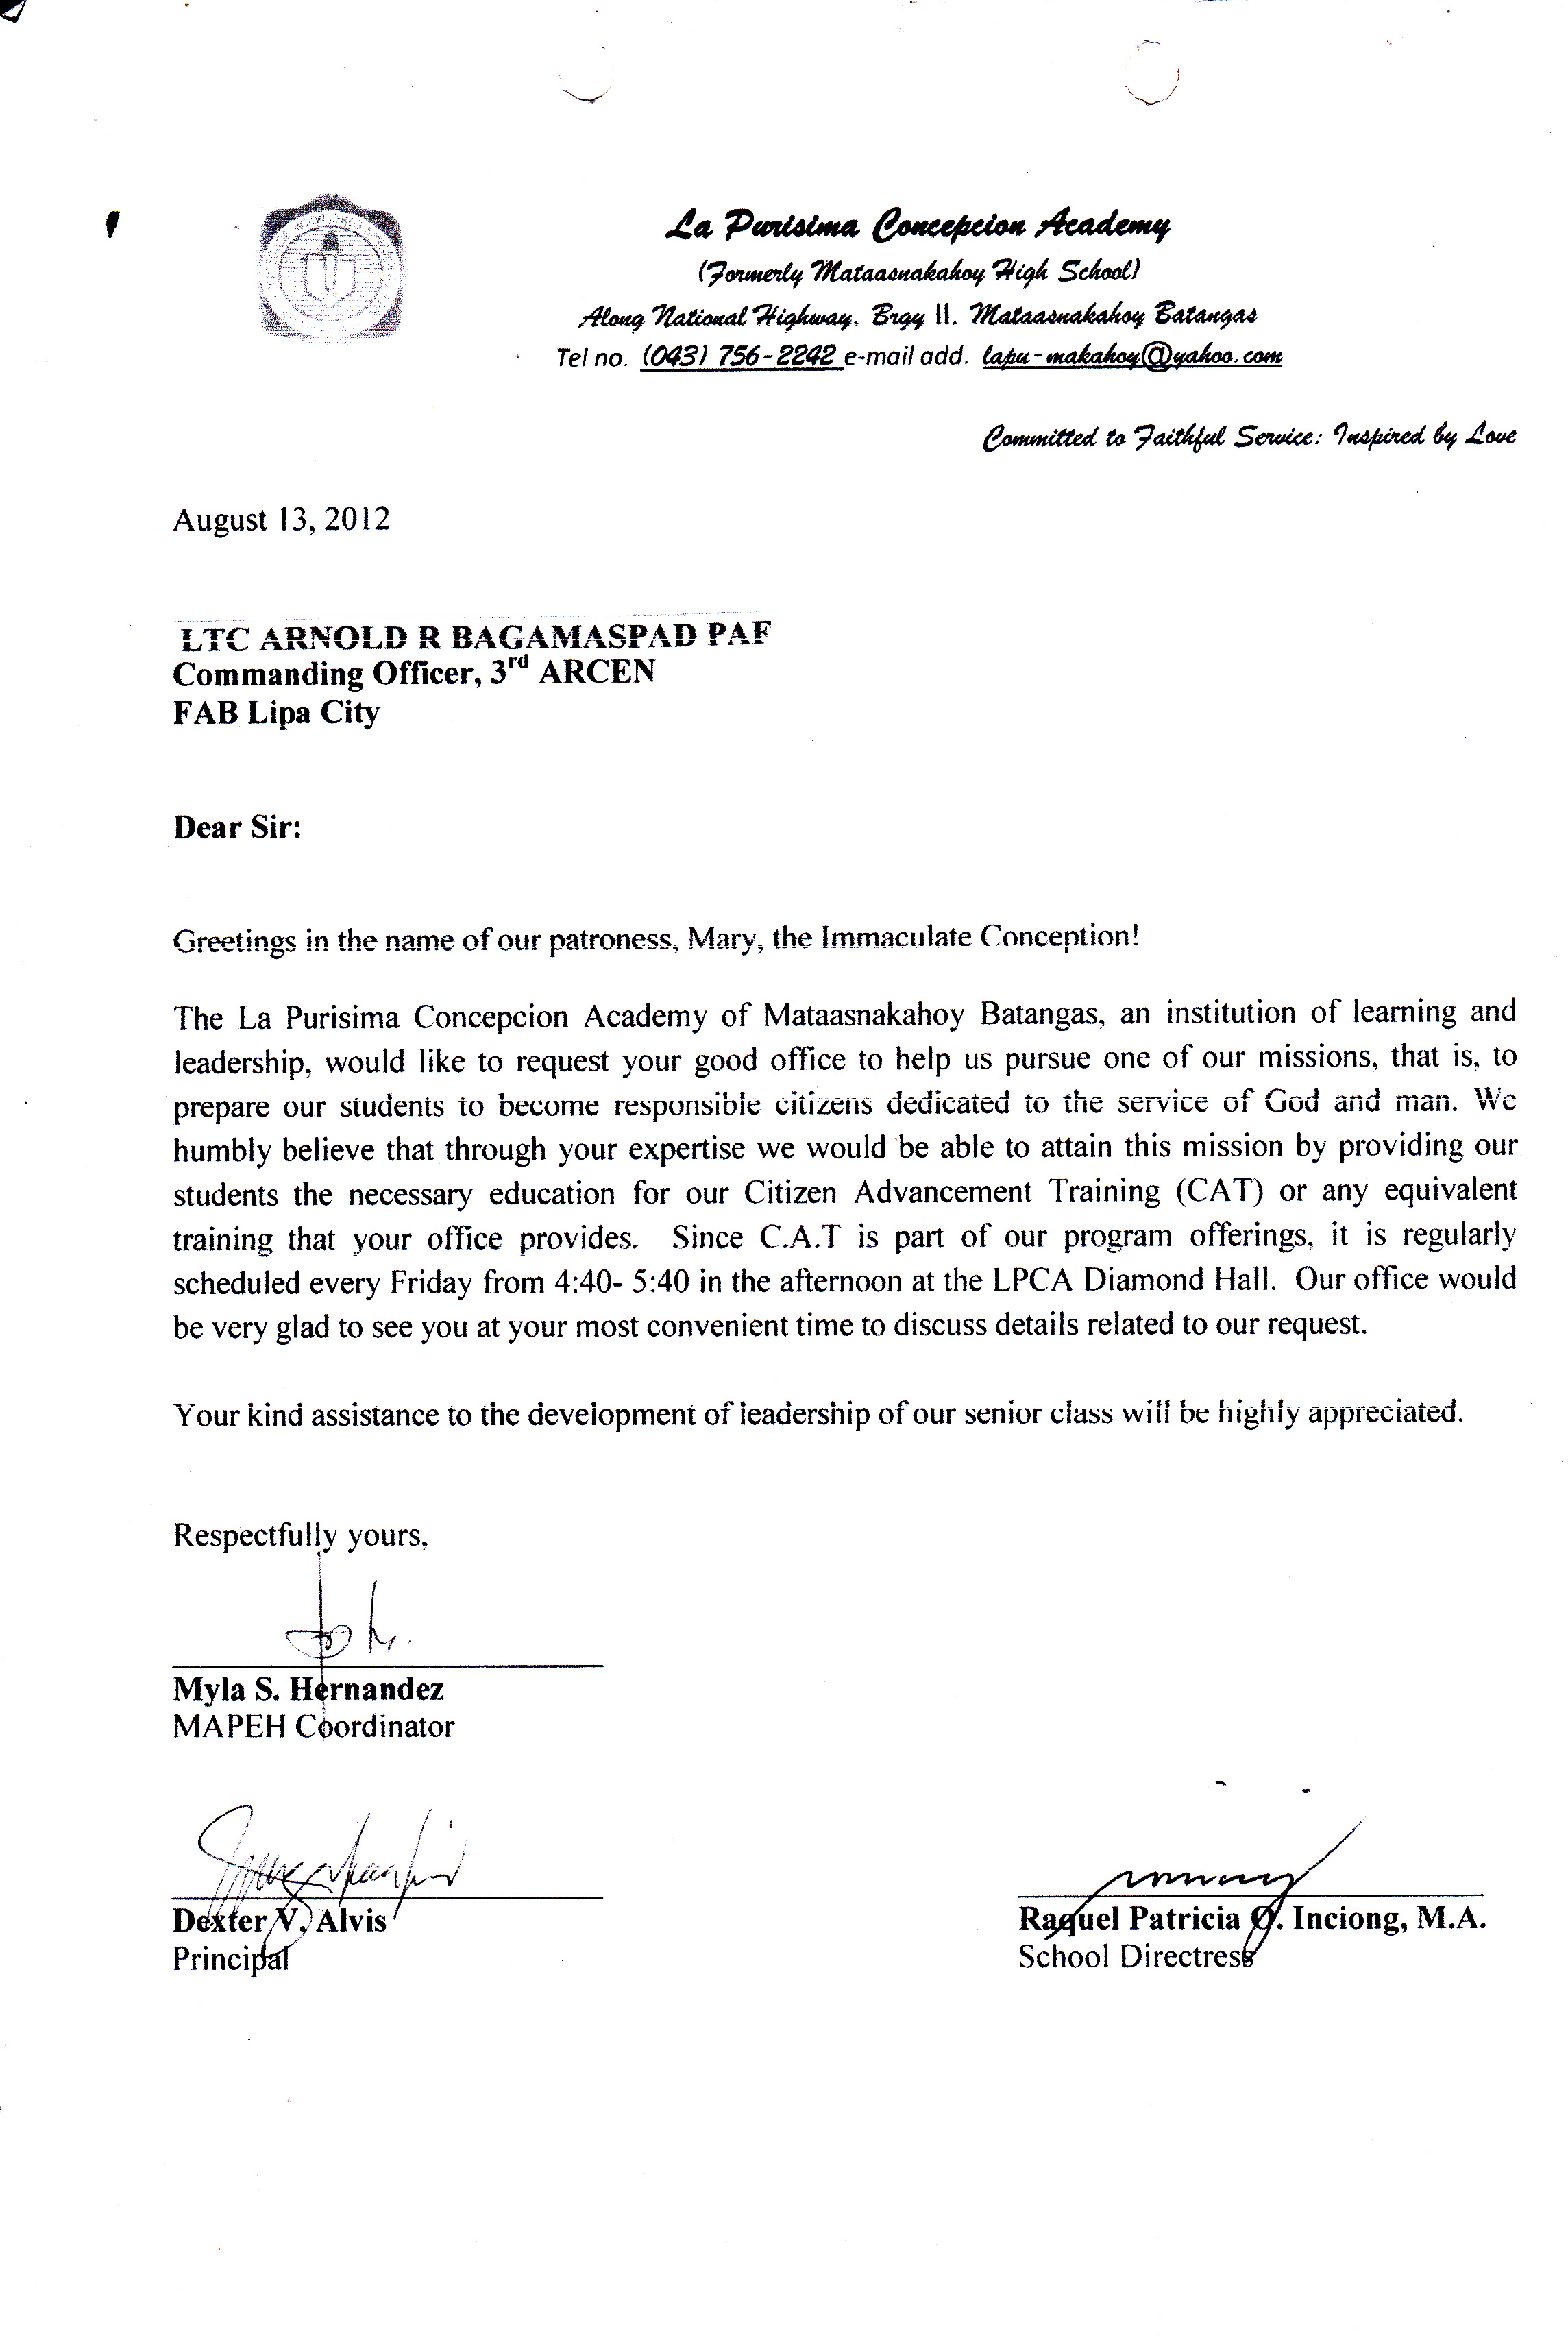 La Purisima Concepcion Academy
(Formerly Mataasnakahoy High School)
Along National Highway. Brgy II. Mataasnakahoy Batangas
Tel no. (043) 756-2242 e-mail add. lapu-makahoy@yahoo.com
Committed to Faithful Service: Inspired by Love
August 13, 2012
LTC ARNOLD R BAGAMASPAD PAF
Commanding Officer, 3rd ARCEN
FAB Lipa City
Dear Sir:
Greetings in the name of our patroness, Mary, the Immaculate Conception!
The La Purisima Concepcion Academy of Mataasnakahoy Batangas, an institution of learning and
leadership, would like to request your good office to help us pursue one of our missions, that is, to
prepare our students to become responsible citizens dedicated to the service of God and man. We
humbly believe that through your expertise we would be able to attain this mission by providing our
students the necessary education for our Citizen Advancement Training (CAT) or any equivalent
training that your office provides. Since C.A.T is part of our program offerings, it is regularly
scheduled every Friday from 4:40- 5:40 in the afternoon at the LPCA Diamond Hall. Our office would
be very glad to see you at your most convenient time to discuss details related to our request.
Your kind assistance to the development of leadership of our senior class will be highly appreciated.
Respectfully yours,
Myla S. Hernandez
MAPEH Coordinator
Dexter V. Alvis
Principal
Raquel Patricia O. Inciong, M.A.
School Directress